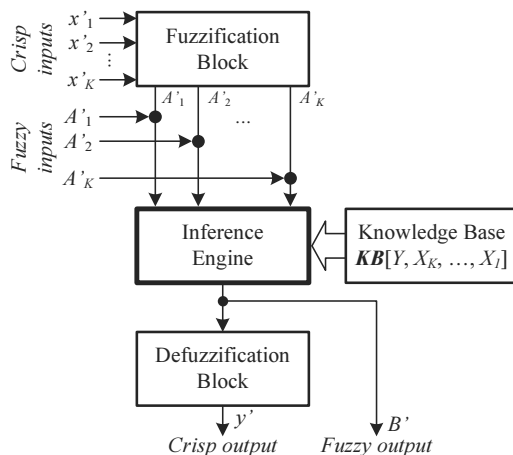 Crisp inputs
x'1
x'2
⋮
x'K
Fuzzification
Block
A'1 A'2 A'K
...
Fuzzy inputs
A'1
A'2
A'K
Inference
Engine
Knowledge Base
KB[Y, XK, …, X1]
Defuzzification
Block
y'
B'
Crisp output
Fuzzy output